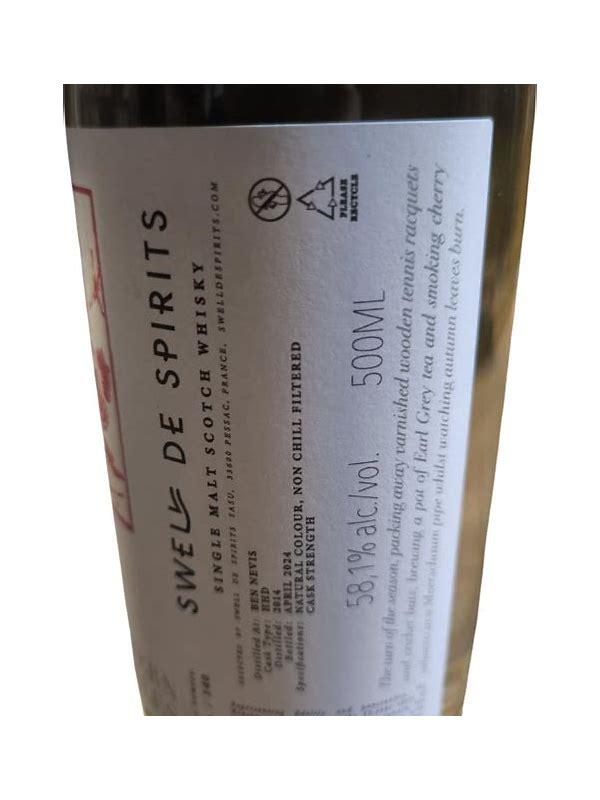 SWELL DE SPIRITS
SINGLE MALT SCOTCH WHISKY
SELECTED BY SWELL DE SPIRITS SASU, 33600 PESSAC, FRANCE. SWELLDESPIRITS.COM
Distilled At: BEN NEVIS
Cask Type: HHD
Distilled: 2014
Bottled: APRIL 2024
Specifications: NATURAL COLOUR, NON CHILL FILTERED
CASK STRENGTH
PLEASE
RECYCLE
58,1% alc./vol. 500ML
The turn of the season, packing away varnished wooden tennis racquets
and cricket bats, brewing a pot of Earl Grey tea and smoking cherry
pipe whilst watching autumn leaves burn.